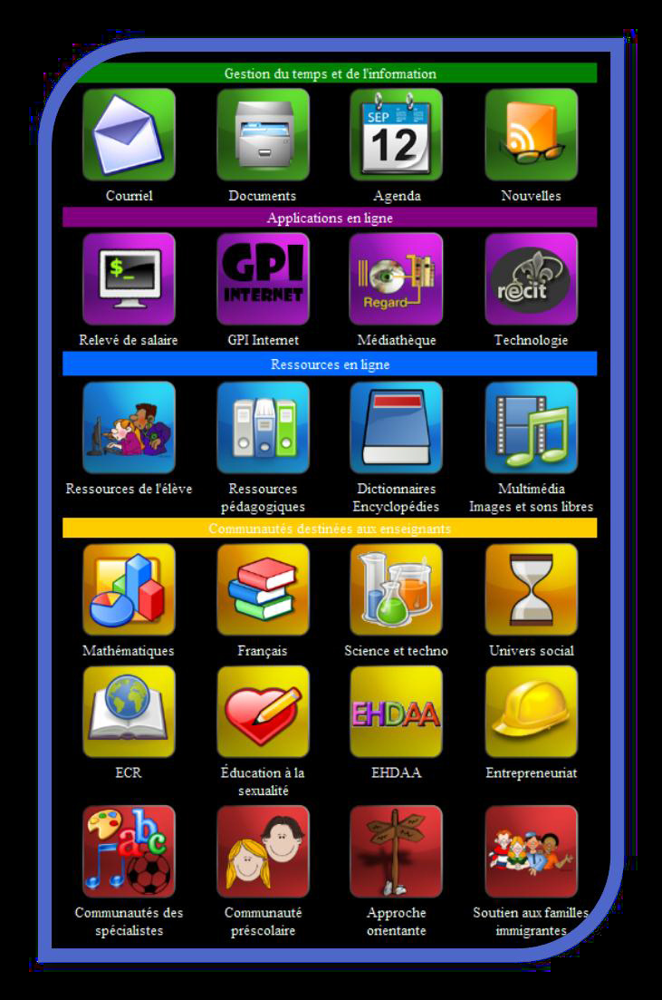 Gestion du temps et de l'information
SEP
12
Courriel Documents Agenda Nouvelles
Applications en ligne
$_
GPI
INTERNET
Regard
récit
Relevé de salaire GPI Internet Médiathèque Technologie
Ressources en ligne
Ressources de l'élève Ressources Dictionnaires Multimédia
pédagogiques Encyclopédies Images et sons libres
Communautés destinées aux enseignants
Mathématiques Français Science et techno Univers social
EHDAA
ECR Éducation à la EHDAA Entrepreneuriat
sexualité
abc
Communautés des Communauté Approche Soutien aux familles
spécialistes préscolaire orientante immigrantes